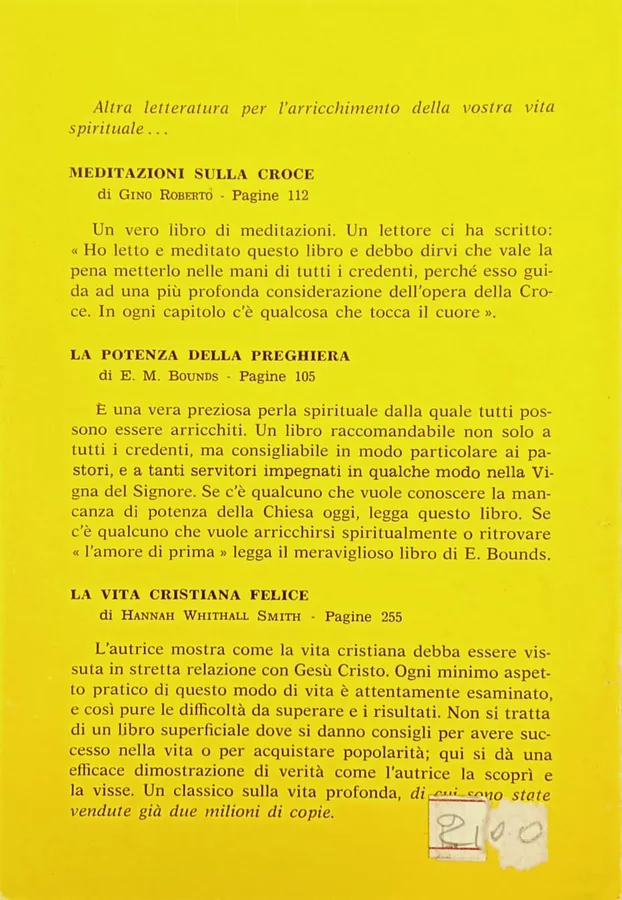 Altra letteratura per l'arricchimento della vostra vita
spirituale...
MEDITAZIONI SULLA CROCE
di GINO ROBERTO - Pagine 112
Un vero libro di meditazioni. Un lettore ci ha scritto:
« Ho letto e meditato questo libro e debbo dirvi che vale la
pena metterlo nelle mani di tutti i credenti, perché esso gui-
da ad una più profonda considerazione dell'opera della Cro-
ce. In ogni capitolo c'è qualcosa che tocca il cuore ».
LA POTENZA DELLA PREGHIERA
di E. M. BOUNDS - Pagine 105
È una vera preziosa perla spirituale dalla quale tutti pos-
sono essere arricchiti. Un libro raccomandabile non solo a
tutti i credenti, ma consigliabile in modo particolare ai pa-
stori, e a tanti servitori impegnati in qualche modo nella Vi-
gna del Signore. Se c'è qualcuno che vuole conoscere la man-
canza di potenza della Chiesa oggi, legga questo libro. Se
c'è qualcuno che vuole arricchirsi spiritualmente o ritrovare
« l'amore di prima » legga il meraviglioso libro di E. Bounds.
LA VITA CRISTIANA FELICE
di HANNAH WHITHALL SMITH - Pagine 255
L'autrice mostra come la vita cristiana debba essere vis-
suta in stretta relazione con Gesù Cristo. Ogni minimo aspet-
to pratico di questo modo di vita è attentamente esaminato,
e così pure le difficoltà da superare e i risultati. Non si tratta
di un libro superficiale dove si danno consigli per avere suc-
cesso nella vita o per acquistare popolarità; qui si dà una
efficace dimostrazione di verità come l'autrice la scoprì e
la visse. Un classico sulla vita profonda, di cui sono state
vendute già due milioni di copie.